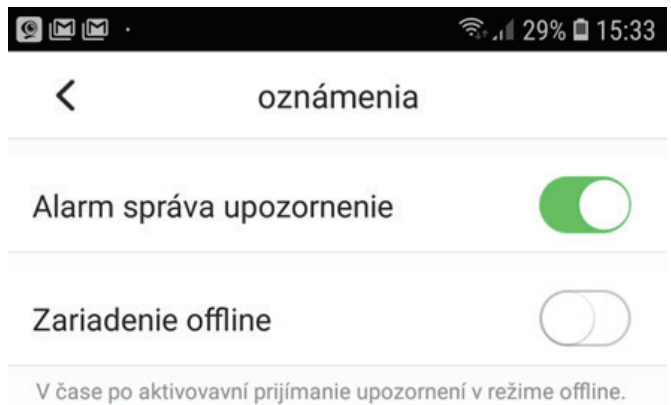 29% 15:33
oznámenia
Alarm správa upozornenie
Zariadenie offline
V čase po aktivovavní prijímanie upozornení v režime offline.